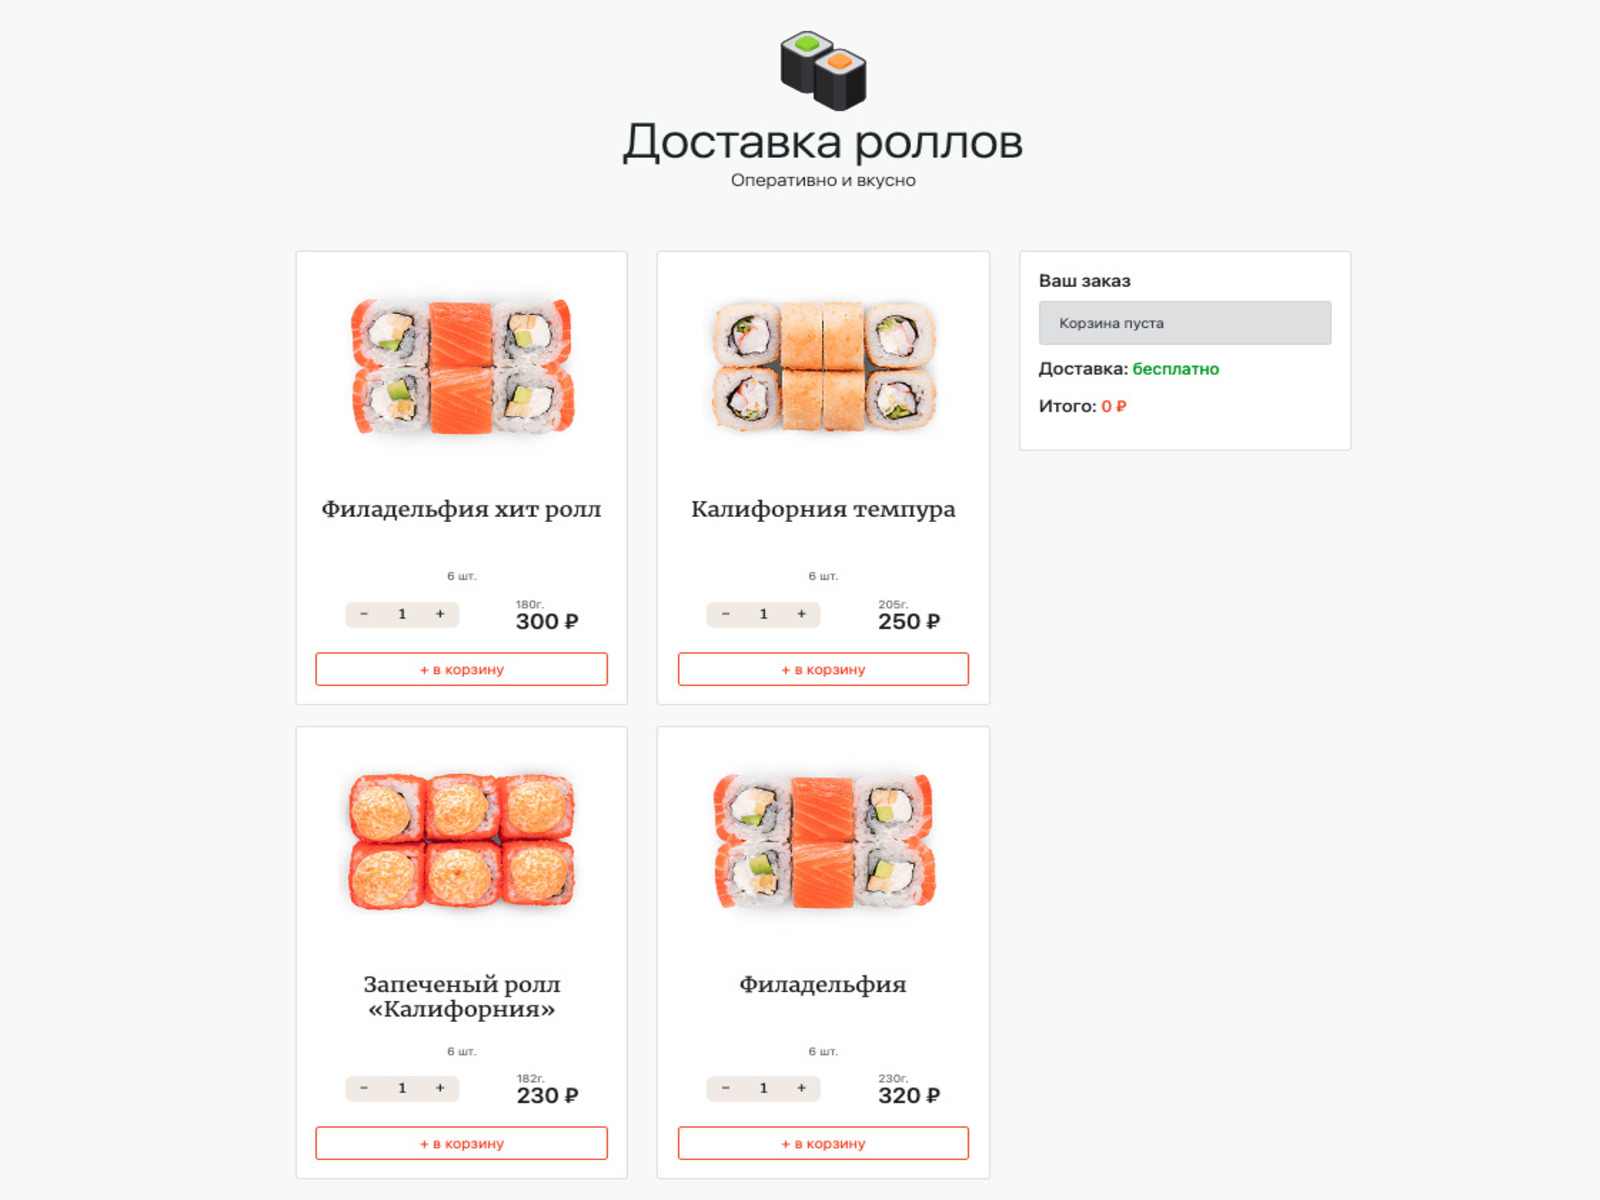 Доставка роллов
Оперативно и вкусно
Филадельфия хит ролл
6 шт.
- 1 +
180г.
300 ₽
+ в корзину
Калифорния темпура
6 шт.
- 1 +
205г.
250 ₽
+ в корзину
Ваш заказ
Корзина пуста
Доставка: бесплатно
Итого: 0 ₽
Запеченый ролл
«Калифорния»
6 шт.
- 1 +
182г.
230 ₽
+ в корзину
Филадельфия
6 шт.
- 1 +
230г.
320 ₽
+ в корзину